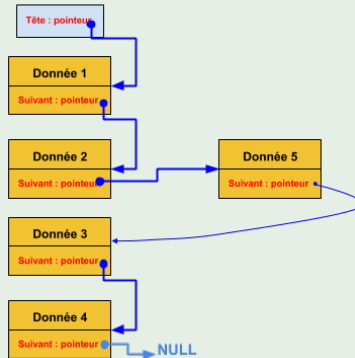 Tête : pointeur
Donnée 1
Suivant : pointeur
Donnée 2
Suivant : pointeur
Donnée 5
Suivant : pointeur
Donnée 3
Suivant : pointeur
Donnée 4
Suivant : pointeur
NULL